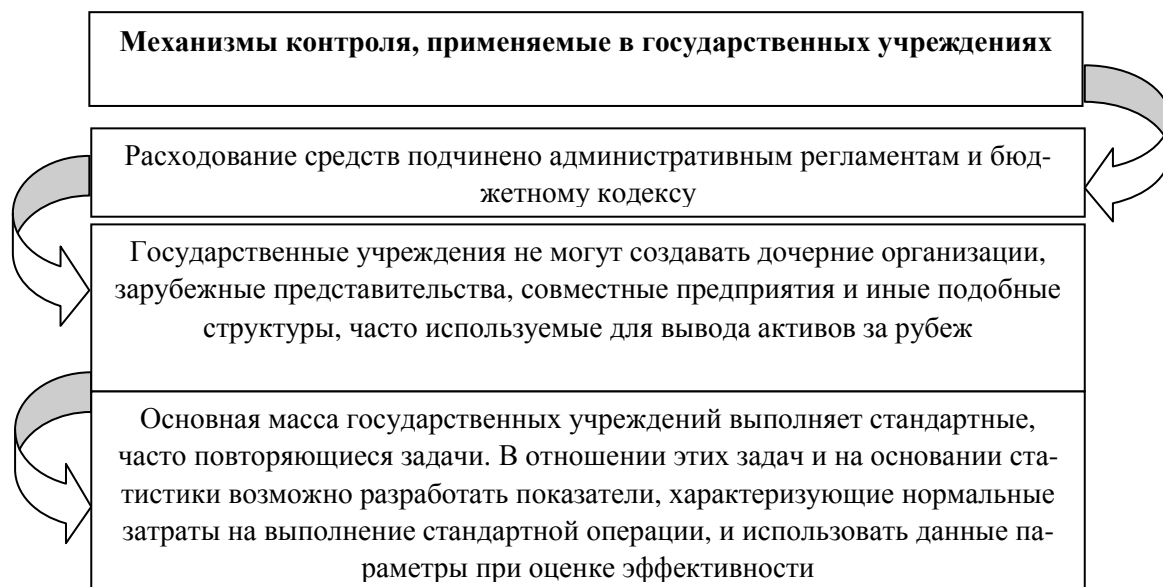 Механизмы контроля, применяемые в государственных учреждениях
Расходование средств подчинено административным регламентам и бюд-
жетному кодексу
Государственные учреждения не могут создавать дочерние организации,
зарубежные представительства, совместные предприятия и иные подобные
структуры, часто используемые для вывода активов за рубеж
Основная масса государственных учреждений выполняет стандартные,
часто повторяющиеся задачи. В отношении этих задач и на основании ста-
тистики возможно разработать показатели, характеризующие нормальные
затраты на выполнение стандартной операции, и использовать данные па-
раметры при оценке эффективности